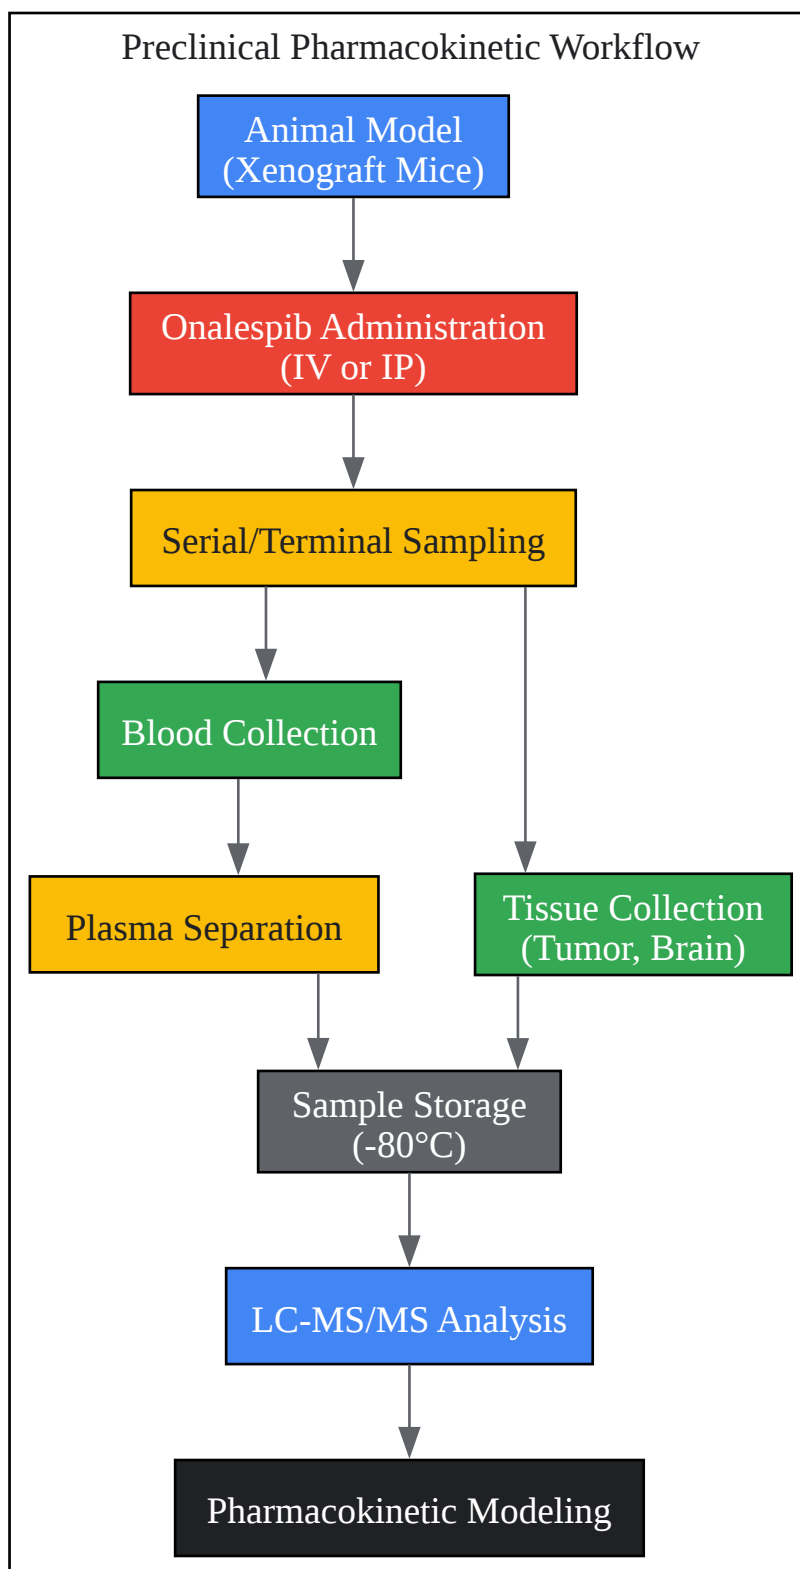 Preclinical Pharmacokinetic Workflow
Animal Model
(Xenograft Mice)
Onalespib Administration
(IV or IP)
Serial/Terminal Sampling
Blood Collection
Plasma Separation
Tissue Collection
(Tumor, Brain)
Sample Storage
(-80°C)
LC-MS/MS Analysis
Pharmacokinetic Modeling